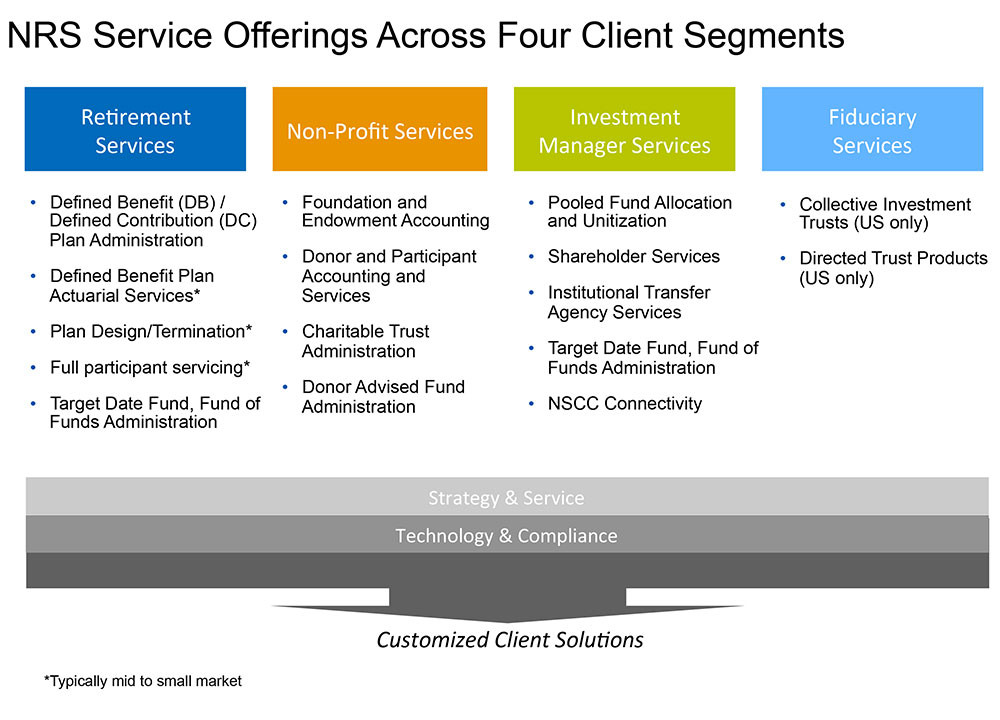 NRS Service Offerings Across Four Client Segments
Retirement
Services
• Defined Benefit (DB) /
Defined Contribution (DC)
Plan Administration
• Defined Benefit Plan
Actuarial Services*
• Plan Design/Termination*
• Full participant servicing*
• Target Date Fund, Fund of
Funds Administration
Non-Profit Services
• Foundation and
Endowment Accounting
• Donor and Participant
Accounting and
Services
• Charitable Trust
Administration
• Donor Advised Fund
Administration
Investment
Manager Services
• Pooled Fund Allocation
and Unitization
• Shareholder Services
• Institutional Transfer
Agency Services
• Target Date Fund, Fund of
Funds Administration
• NSCC Connectivity
Fiduciary
Services
• Collective Investment
Trusts (US only)
• Directed Trust Products
(US only)
Strategy & Service
Technology & Compliance
Customized Client Solutions
*Typically mid to small market